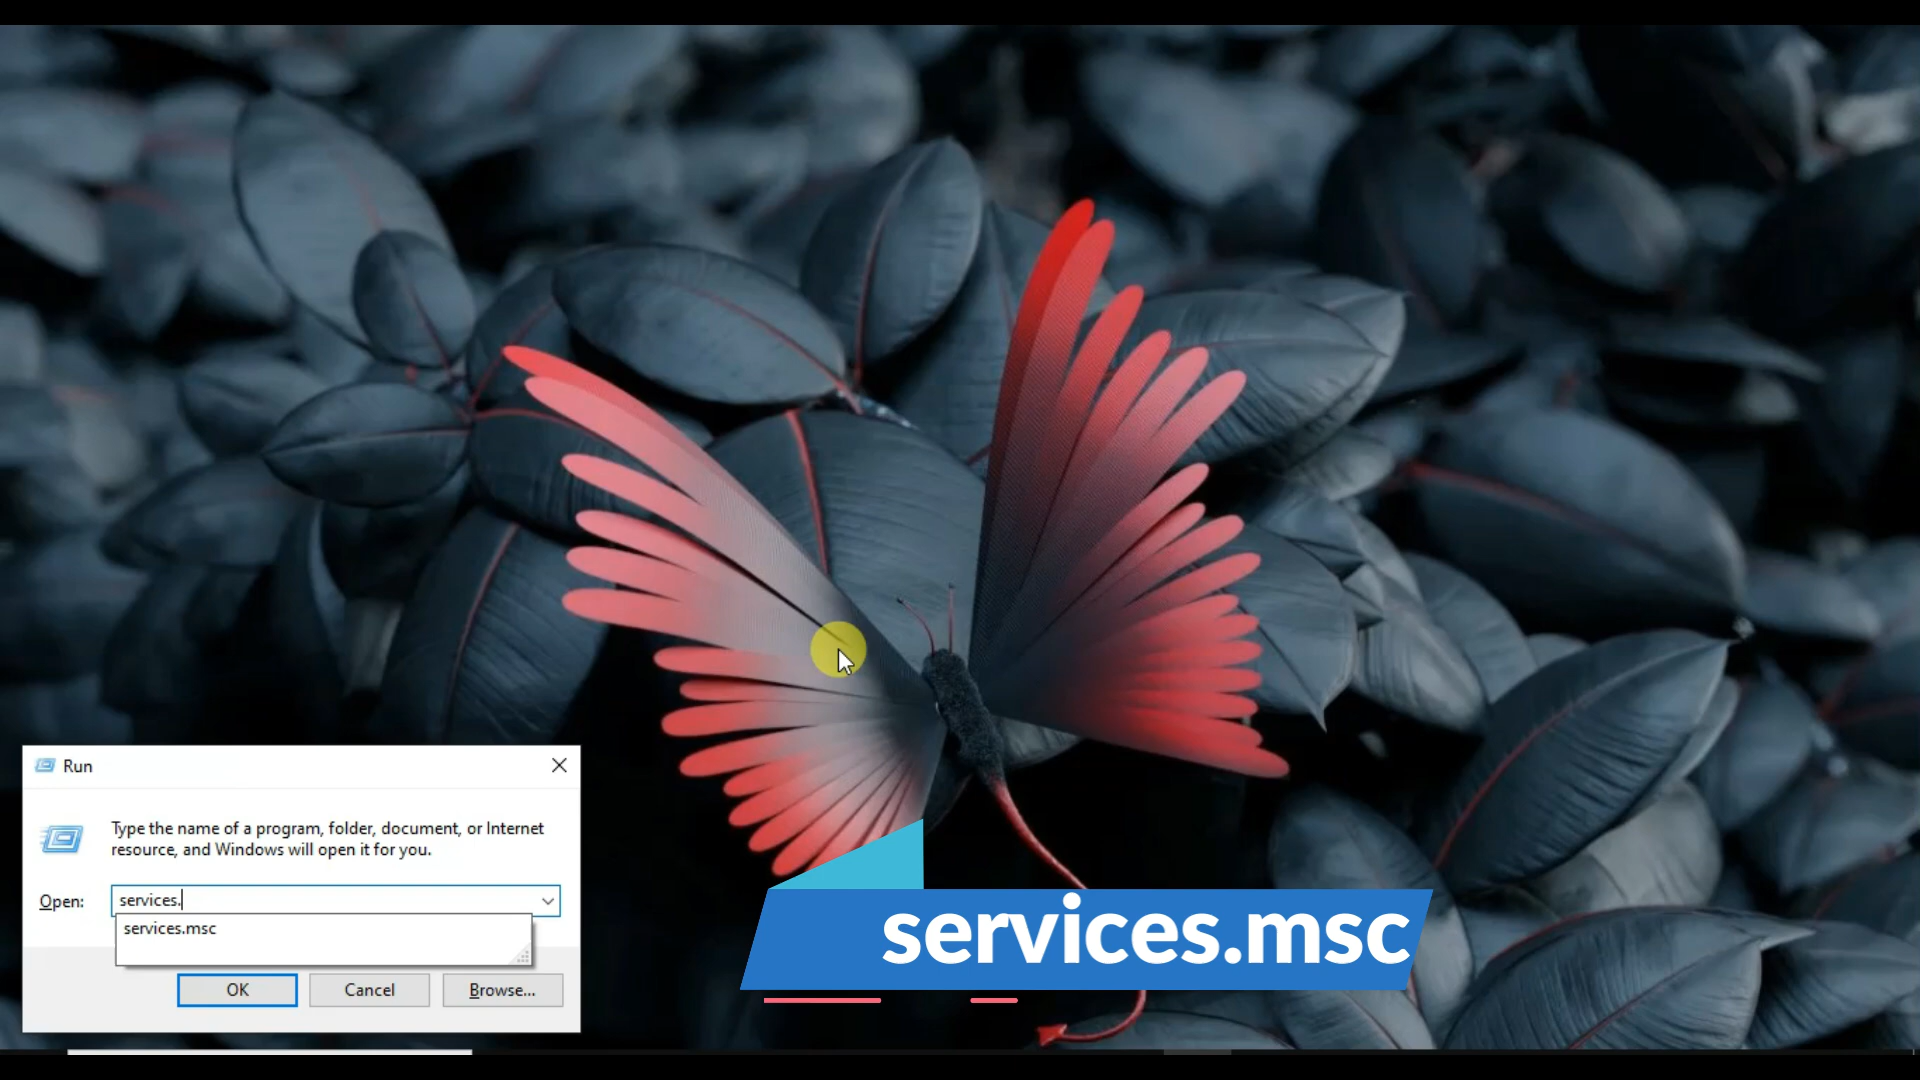 Run
Type the name of a program, folder, document, or Internet
resource, and Windows will open it for you.
Open:
services.
services.msc
OK
Cancel
Browse...
services.msc